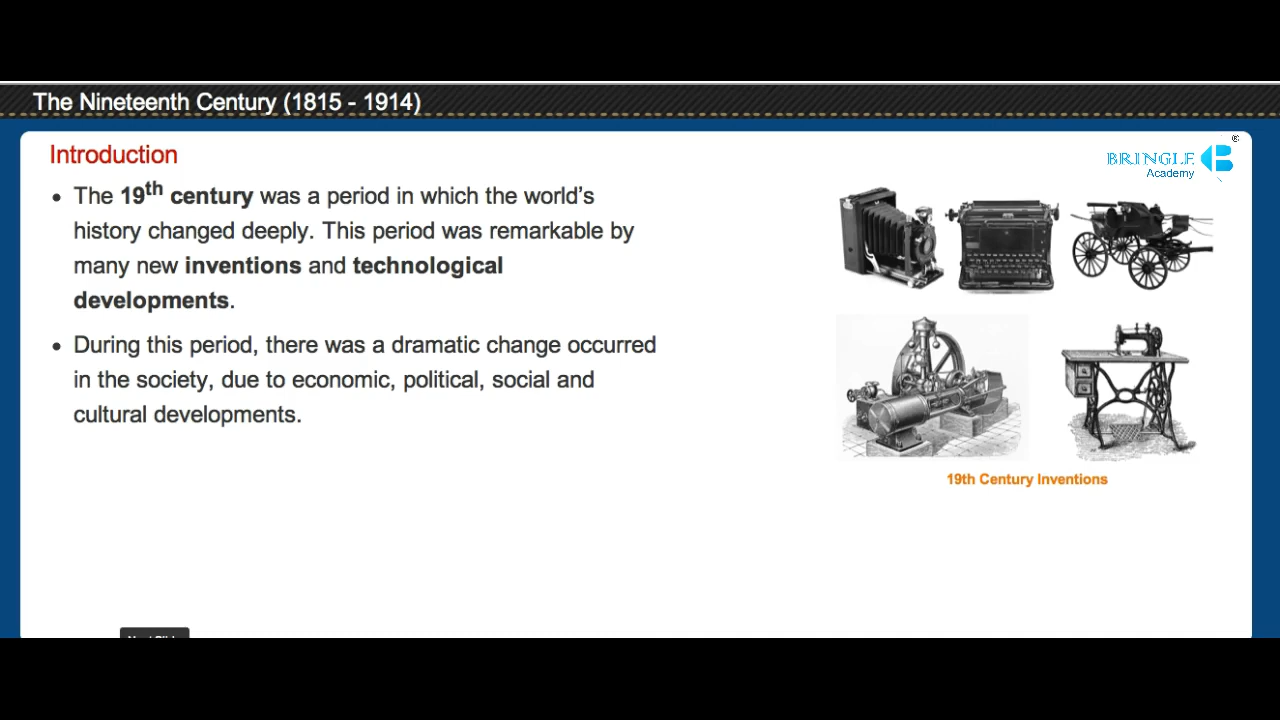 The Nineteenth Century (1815 - 1914)
Introduction
BRINGLE ®
Academy
• The 19th century was a period in which the world’s
history changed deeply. This period was remarkable by
many new inventions and technological
developments.
• During this period, there was a dramatic change occurred
in the society, due to economic, political, social and
cultural developments.
19th Century Inventions